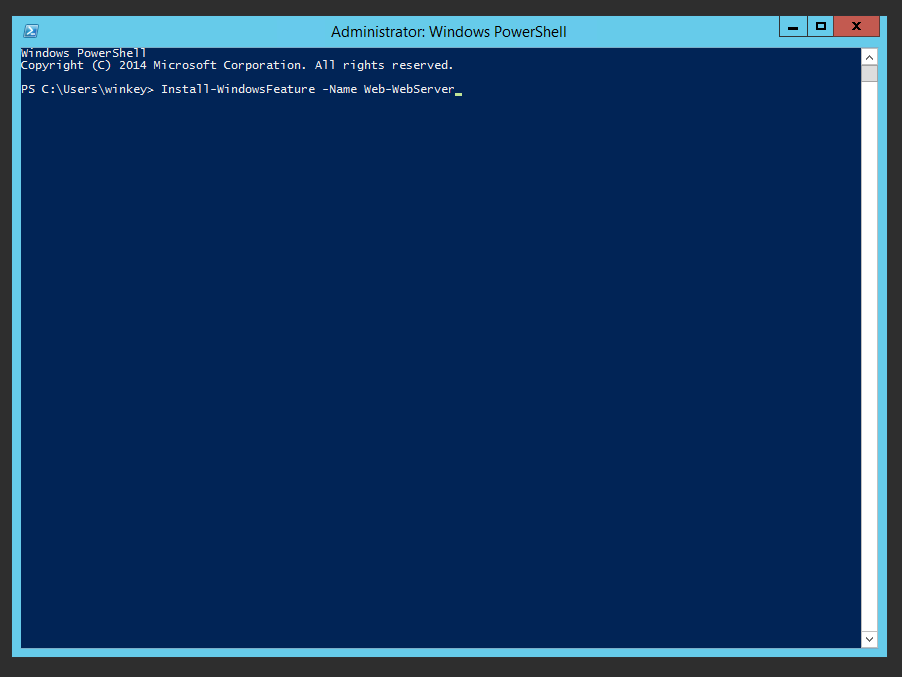 Administrator: Windows PowerShell
Windows PowerShell
Copyright (C) 2014 Microsoft Corporation. All rights reserved.
PS C:\Users\winkey> Install-WindowsFeature -Name Web-WebServer_